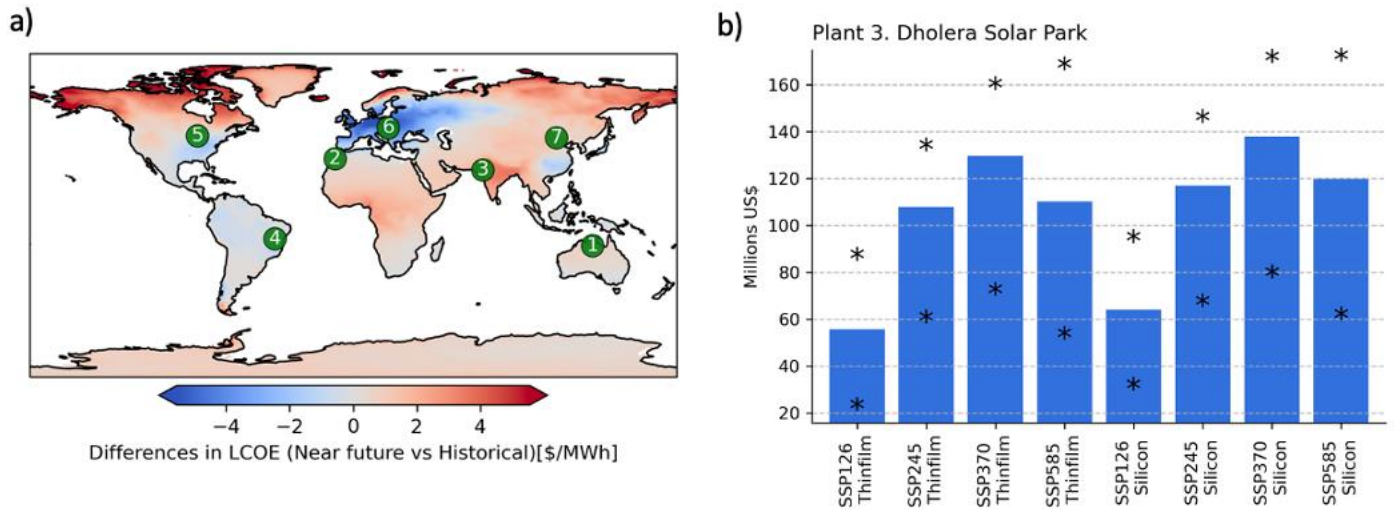 a)
5
6
7
2
3
4
1
−4 −2 0 2 4
Differences in LCOE (Near future vs Historical)[$/MWh]
b)
Plant 3. Dholera Solar Park
Millions US$
160
140
120
100
80
60
40
20
SSP126
Thinfilm
SSP245
Thinfilm
SSP370
Thinfilm
SSP585
Thinfilm
SSP126
Silicon
SSP245
Silicon
SSP370
Silicon
SSP585
Silicon